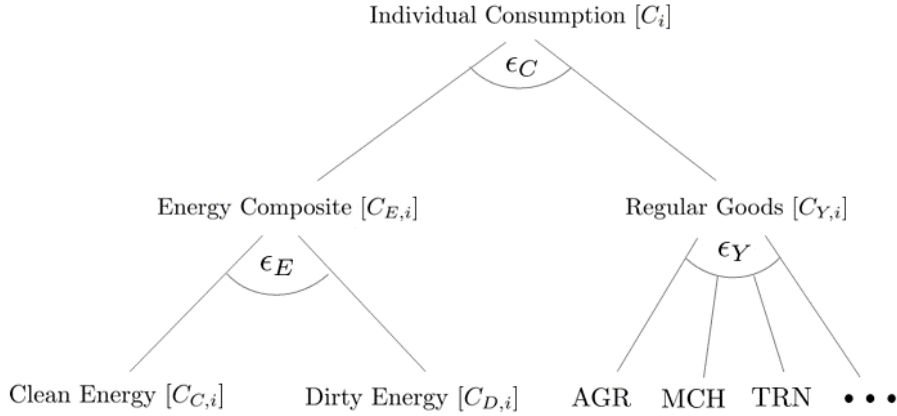 Individual Consumption [C_i]
ϵ_C
Energy Composite [C_{E,i}]
Regular Goods [C_{Y,i}]
ϵ_E
ϵ_Y
Clean Energy [C_{C,i}]
Dirty Energy [C_{D,i}]
AGR
MCH
TRN
• • •